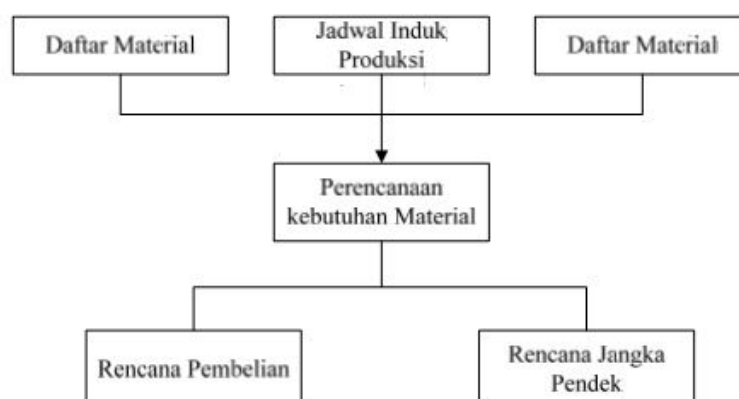 Daftar Material
Jadwal Induk
Produksi
Daftar Material
Perencanaan
kebutuhan Material
Rencana Pembelian
Rencana Jangka
Pendek